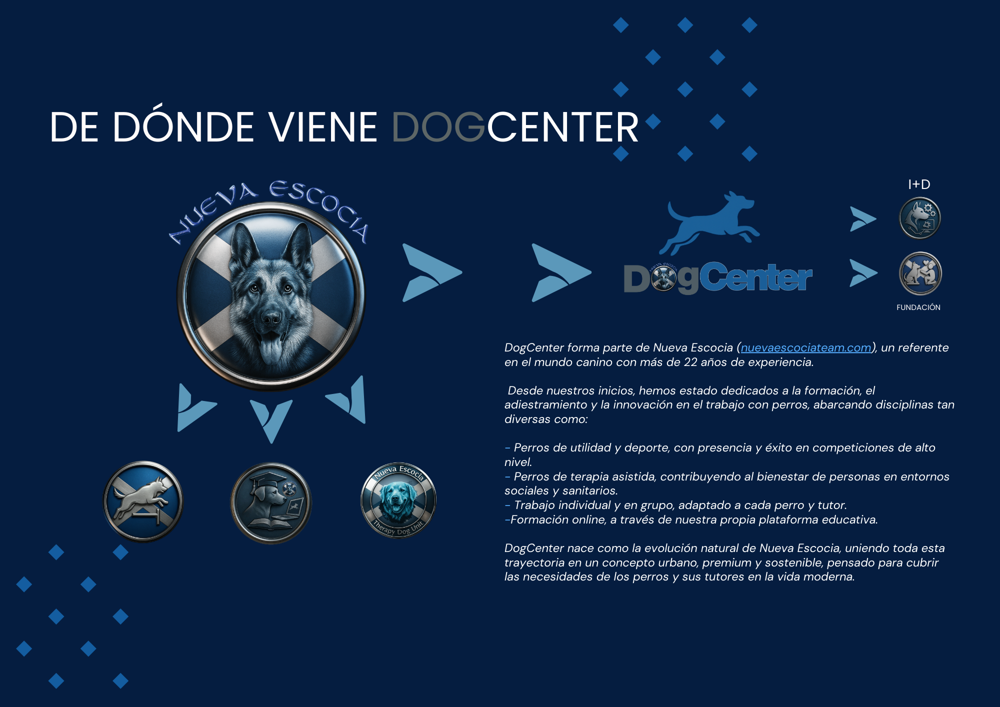 DE DÓNDE VIENE DOGCENTER
NUEVA ESCOCIA
I+D
NUEVA ESCOCIA
DogCenter
FUNDACIÓN
DogCenter forma parte de Nueva Escocia (nuevaescociateam.com), un referente
en el mundo canino con más de 22 años de experiencia.
Desde nuestros inicios, hemos estado dedicados a la formación, el
adiestramiento y la innovación en el trabajo con perros, abarcando disciplinas tan
diversas como:
- Perros de utilidad y deporte, con presencia y éxito en competiciones de alto
nivel.
- Perros de terapia asistida, contribuyendo al bienestar de personas en entornos
sociales y sanitarios.
- Trabajo individual y en grupo, adaptado a cada perro y tutor.
-Formación online, a través de nuestra propia plataforma educativa.
DogCenter nace como la evolución natural de Nueva Escocia, uniendo toda esta
trayectoria en un concepto urbano, premium y sostenible, pensado para cubrir
las necesidades de los perros y sus tutores en la vida moderna.
Nueva Escocia
Therapy Dog Unit